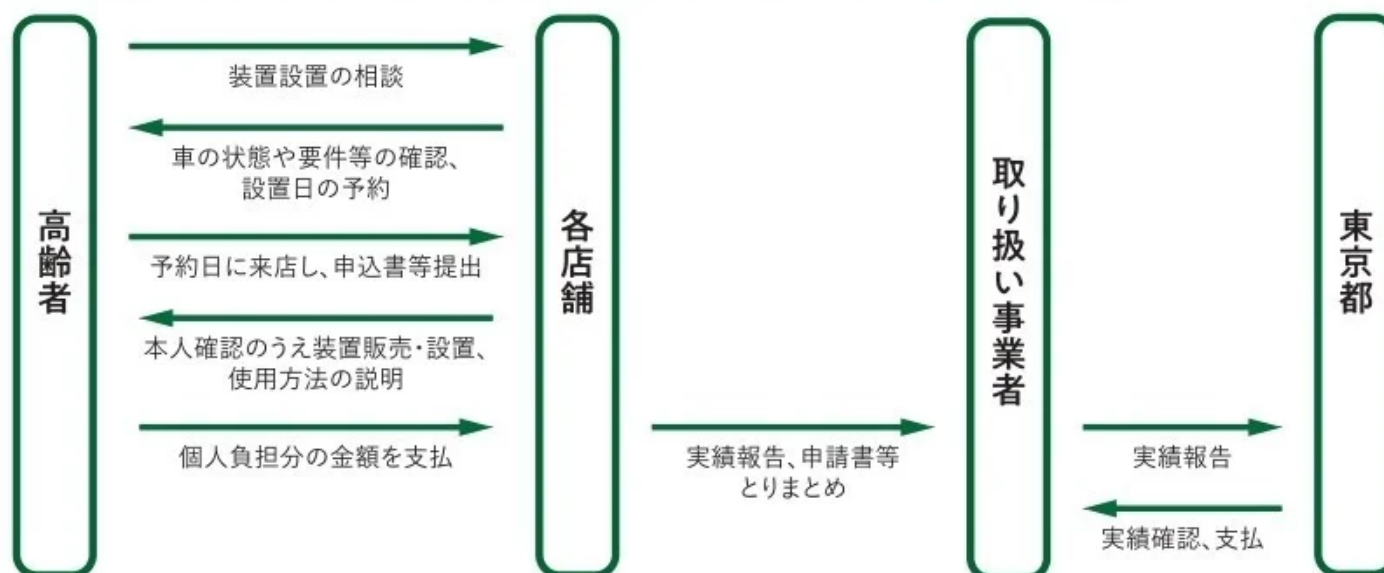 高齢者
装置設置の相談
車の状態や要件等の確認、
設置日の予約
予約日に来店し、申込書等提出
本人確認のうえ装置販売・設置、
使用方法の説明
個人負担分の金額を支払
各店舗
実績報告、申請書等
とりまとめ
取り扱い事業者
実績報告
実績確認、支払
東京都